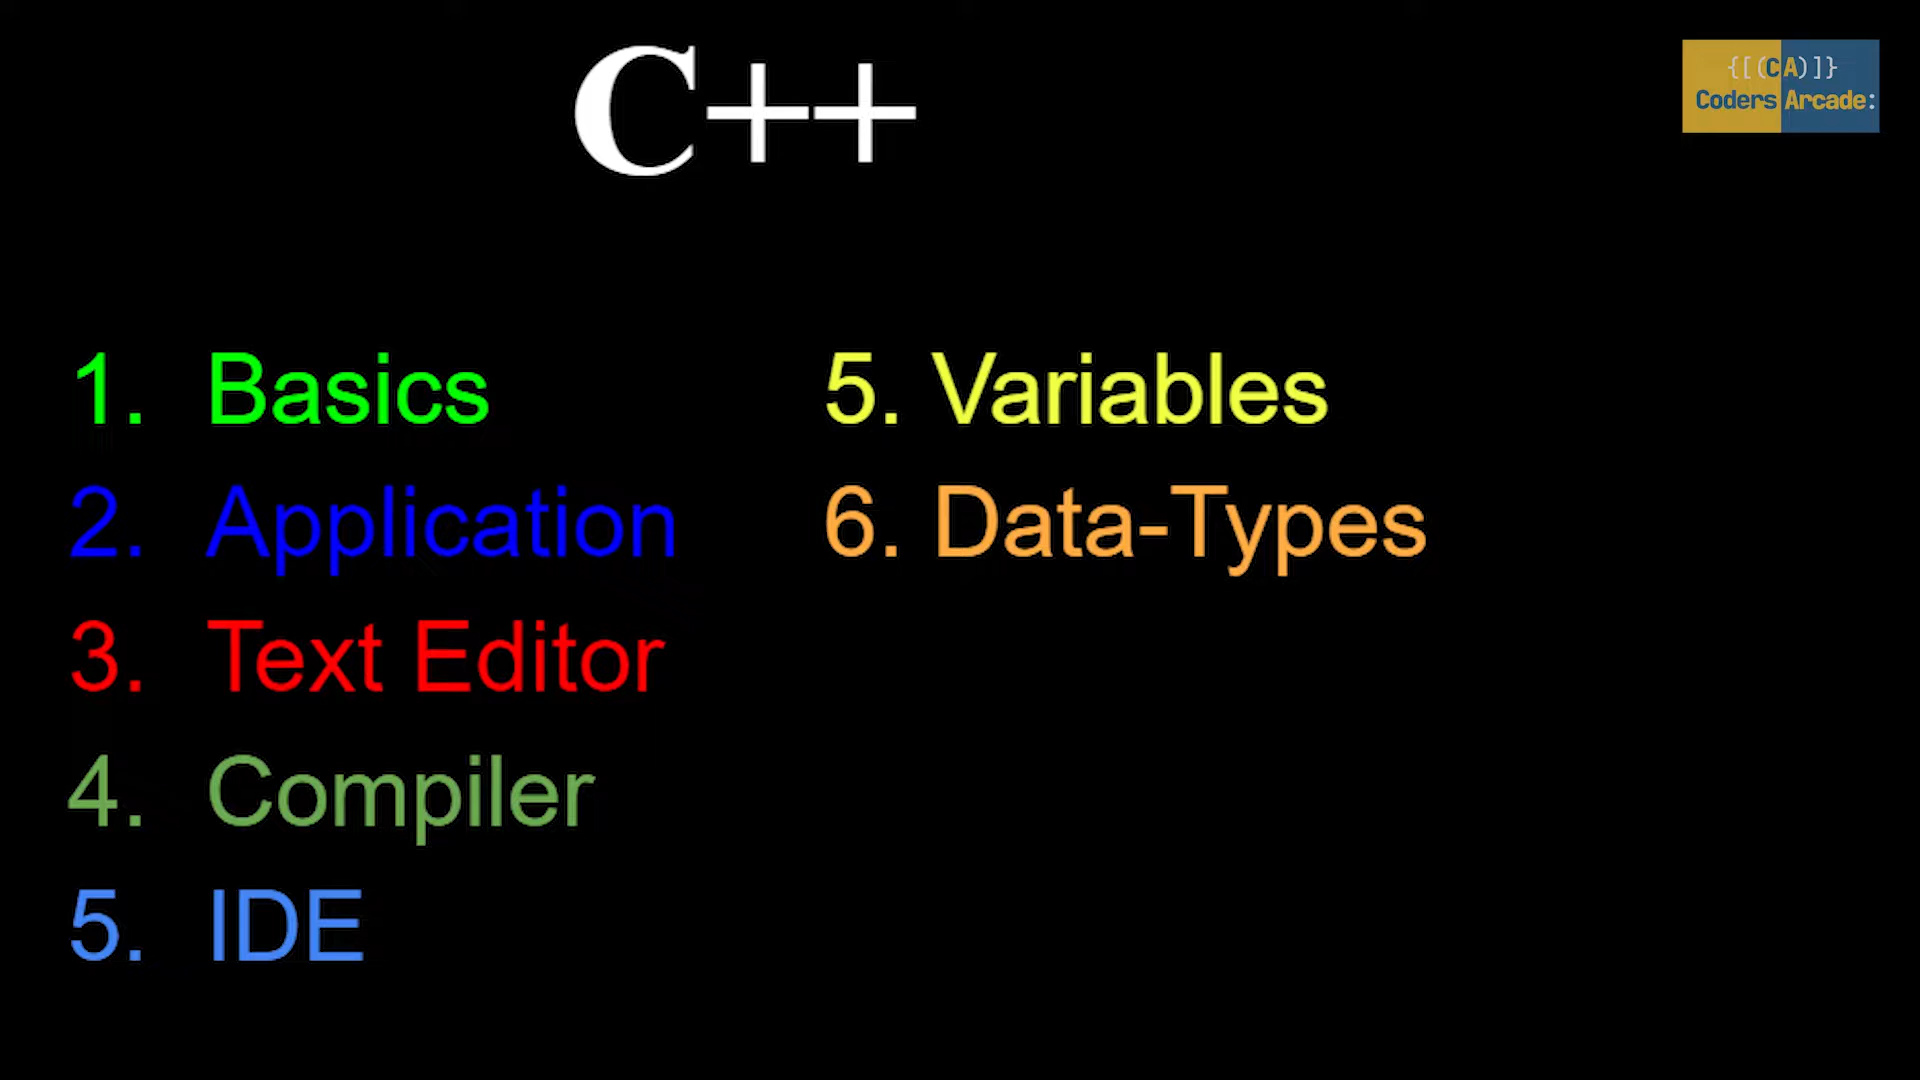 C++
{[(CA)]}
Coders Arcade:
1. Basics
2. Application
3. Text Editor
4. Compiler
5. IDE
5. Variables
6. Data-Types